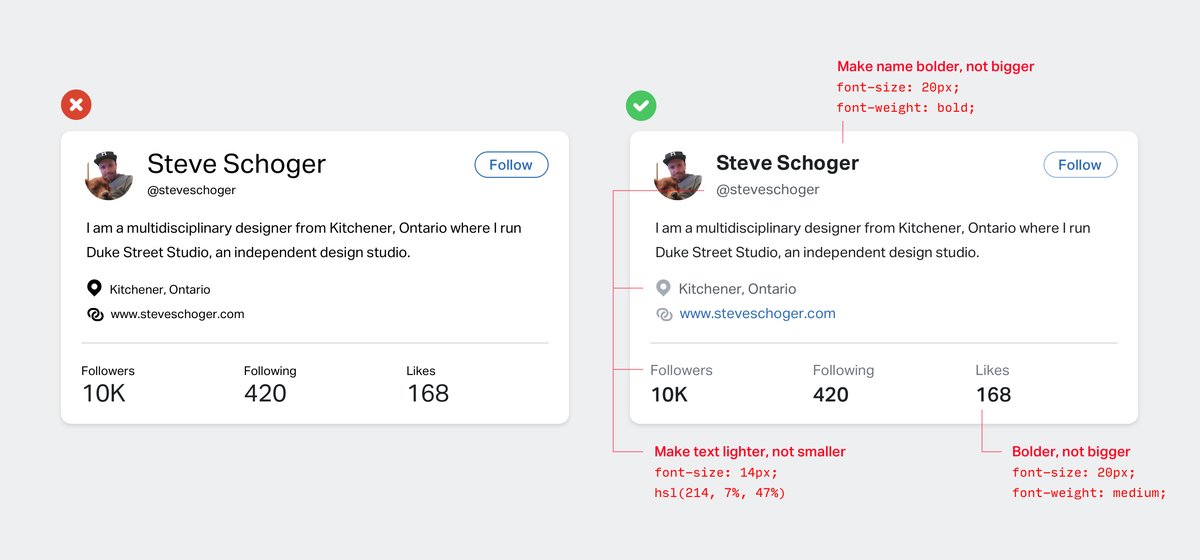 Steve Schoger
@steveschoger
Follow
I am a multidisciplinary designer from Kitchener, Ontario where I run
Duke Street Studio, an independent design studio.
Kitchener, Ontario
www.steveschoger.com
Followers
10K
Following
420
Likes
168
Make name bolder, not bigger
font-size: 20px;
font-weight: bold;
Steve Schoger
@steveschoger
Follow
I am a multidisciplinary designer from Kitchener, Ontario where I run
Duke Street Studio, an independent design studio.
Kitchener, Ontario
www.steveschoger.com
Followers
10K
Following
420
Likes
168
Make text lighter, not smaller
font-size: 14px;
hsl(214, 7%, 47%)
Bolder, not bigger
font-size: 20px;
font-weight: medium;